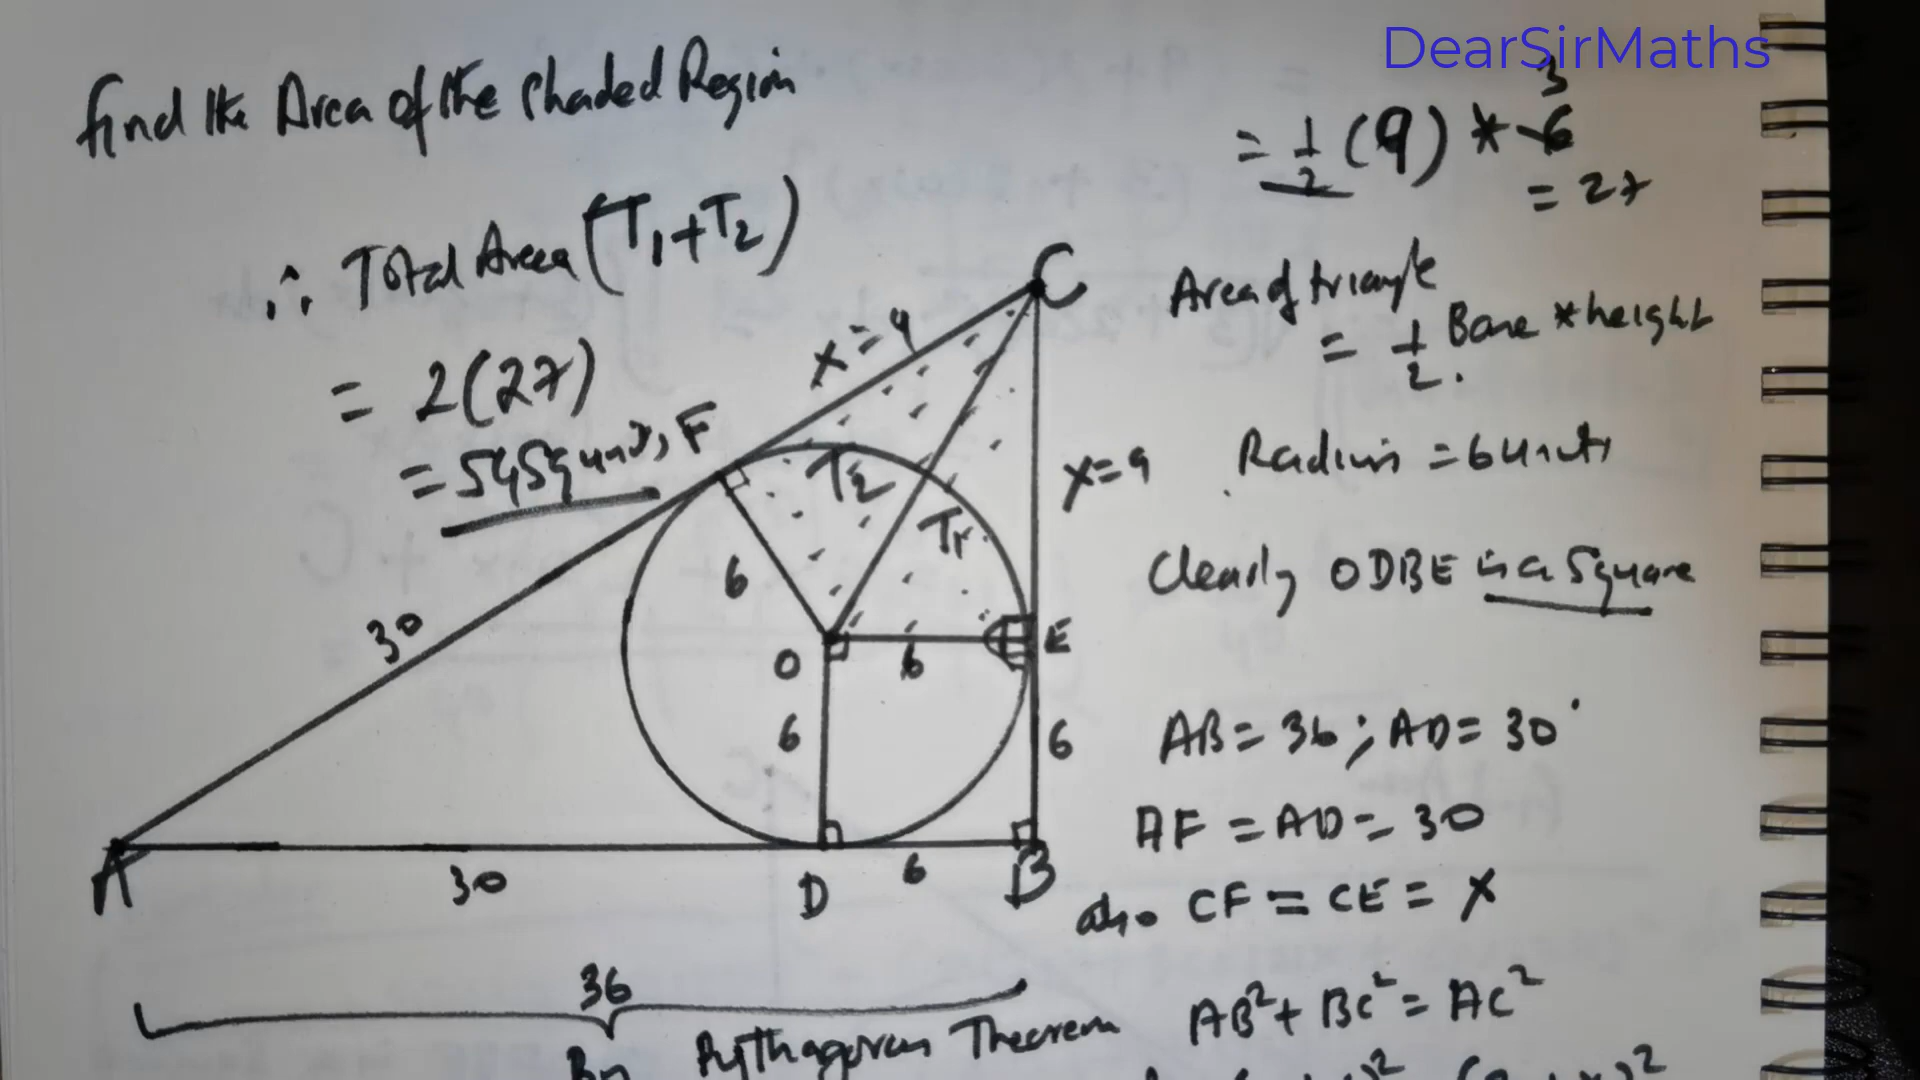 DearSirMaths
find the Area of the shaded Region
∴ Total Area (T1+T2)
= 2(27)
= 54 Sq units,
= 1/2 (9) * 6
3
= 27
Area of triangle
= 1/2 Base * height
Radius = 6 units
Clearly ODBE is a Square
AB = 36 ; AD = 30
AF = AD = 30
also CF = CE = x
36
By Pythagoras Theorem AB² + BC² = AC²
C
x = 9
x = 9
F
T2
T1
6
30
O
6
E
6
6
A
30
D
6
B